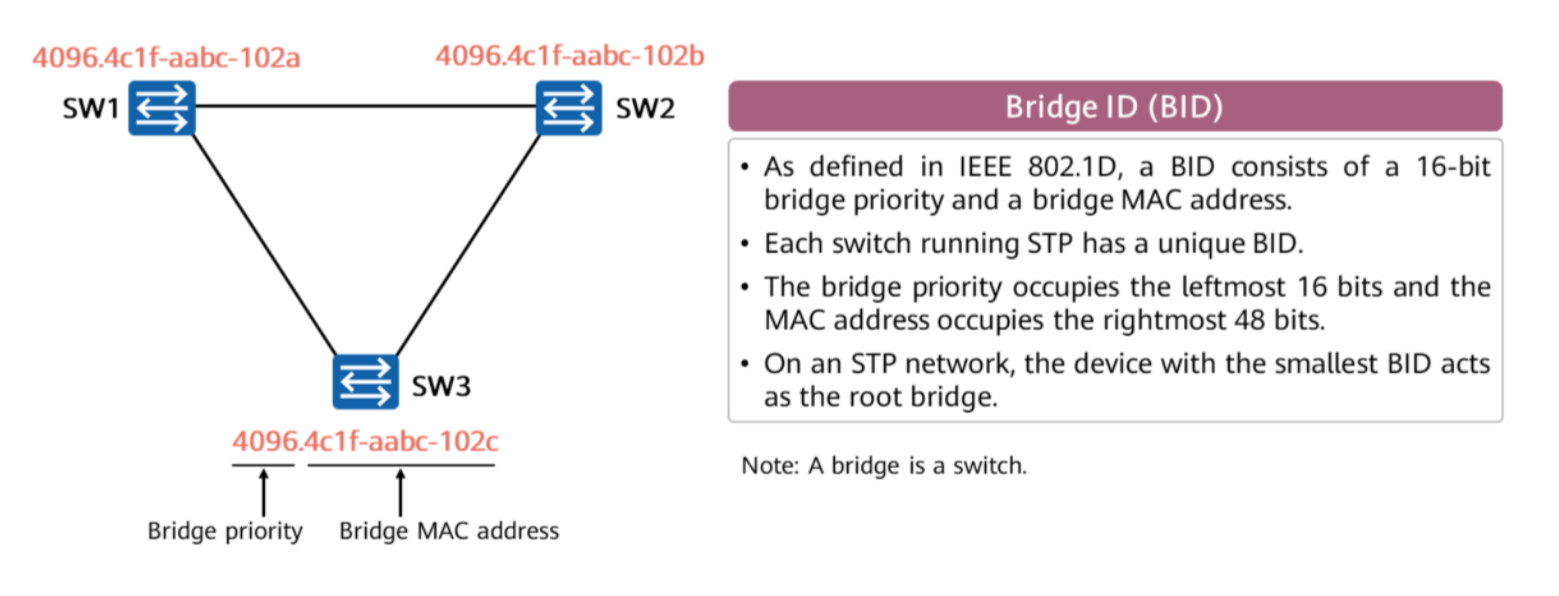 4096.4c1f-aabc-102a
4096.4c1f-aabc-102b
SW1
SW2
SW3
4096.4c1f-aabc-102c
Bridge priority
Bridge MAC address
Bridge ID (BID)
• As defined in IEEE 802.1D, a BID consists of a 16-bit
bridge priority and a bridge MAC address.
• Each switch running STP has a unique BID.
• The bridge priority occupies the leftmost 16 bits and the
MAC address occupies the rightmost 48 bits.
• On an STP network, the device with the smallest BID acts
as the root bridge.
Note: A bridge is a switch.